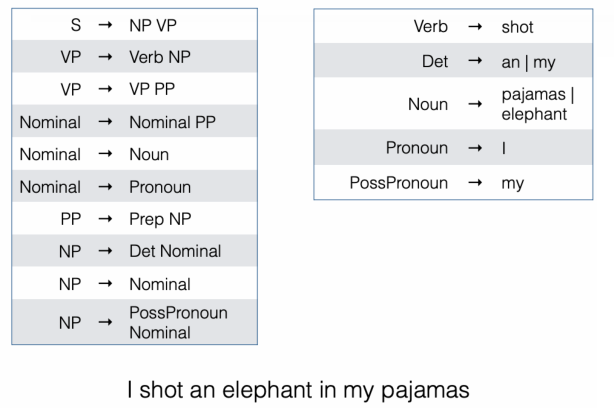 S → NP VP
VP → Verb NP
VP → VP PP
Nominal → Nominal PP
Nominal → Noun
Nominal → Pronoun
PP → Prep NP
NP → Det Nominal
NP → Nominal
NP → PossPronoun
Nominal
Verb → shot
Det → an | my
Noun → pajamas |
elephant
Pronoun → I
PossPronoun → my
I shot an elephant in my pajamas